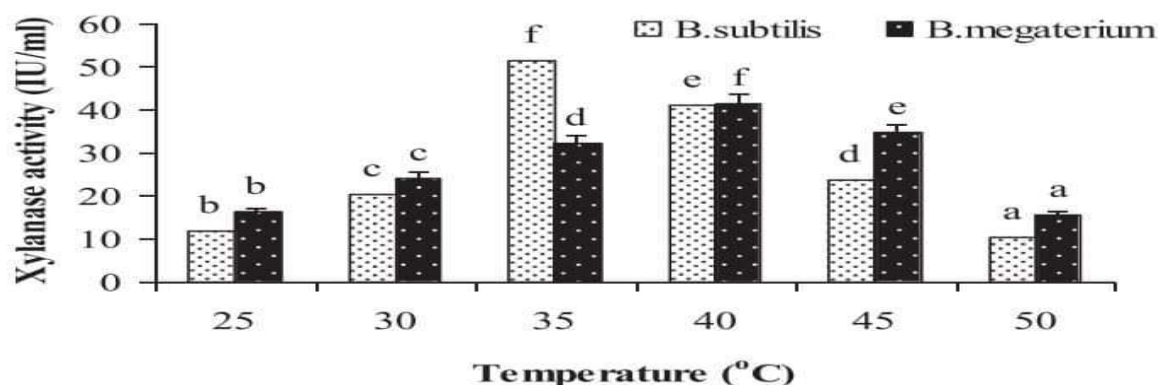 60
50
40
30
20
10
0
Xylanase activity (IU/ml)
B.subtilis B.megaterium
b b c c f d e f d e a a
25 30 35 40 45 50
Temperature (°C)